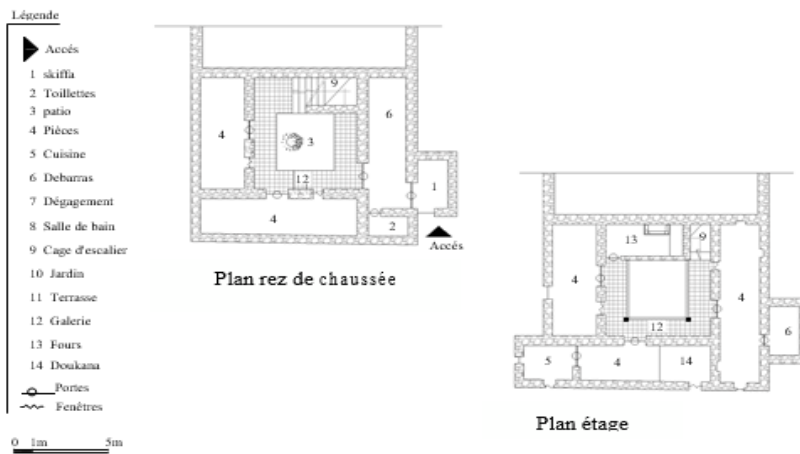 Légende
Accés
1 skiffa
2 Toillettes
3 patio
4 Pièces
5 Cuisine
6 Debarras
7 Dégagement
8 Salle de bain
9 Cage d'escalier
10 Jardin
11 Terrasse
12 Galerie
13 Fours
14 Doukana
Portes
Fenêtres
0 1m 5m
9
4
3
6
12
1
4
2
Accés
Plan rez de chaussée
13
9
4
4
12
6
5
4
14
Plan étage